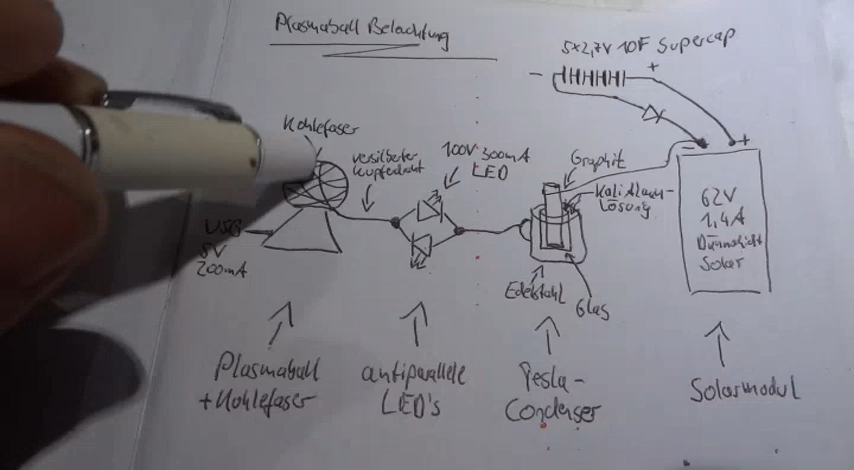 Plasmaball Belachtung
5x2,7V 10F Supercap
- +
Kohlefaser
versilberter
Kupferdraht
100V 300mA
LED
Graphit
Kali Alaun-
Lösung
- +
62V
1,4A
Dünnschicht
Solar
USB
5V
200mA
Edelstahl
Glas
Plasmaball
+Kohlefaser
antiparallele
LED's
Tesla-
Condenser
Solarmodul